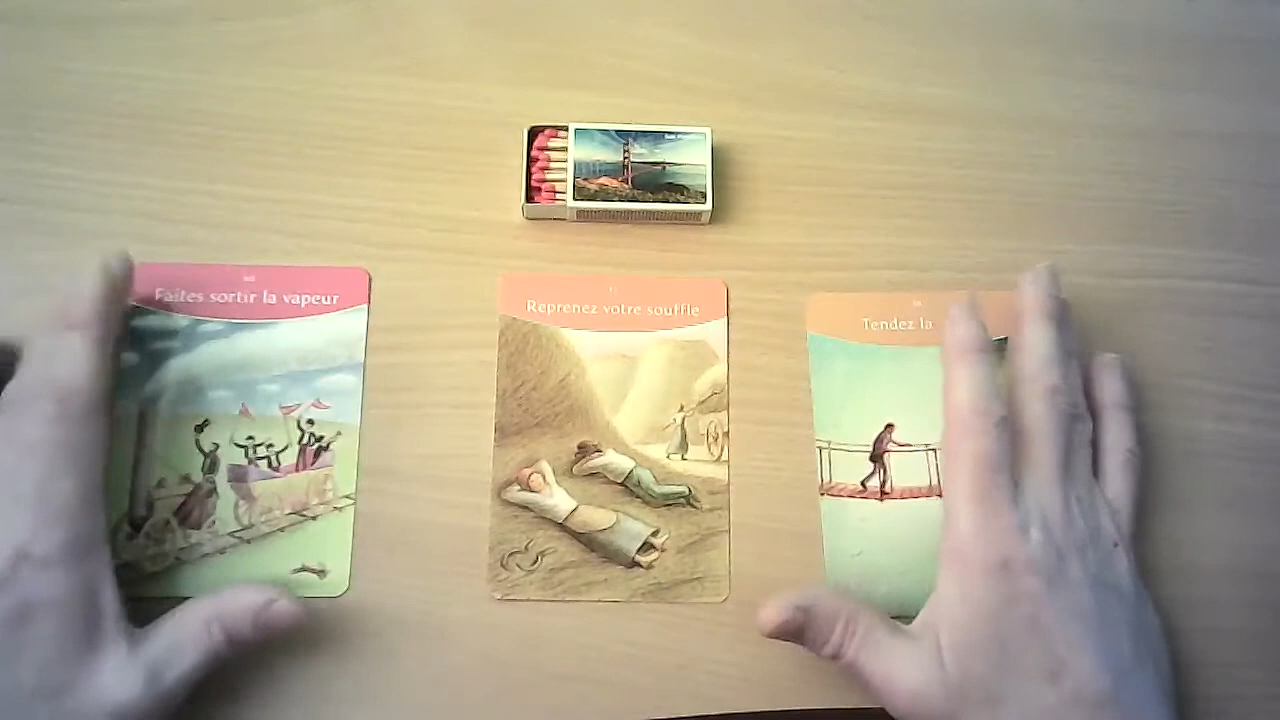 Faites sortir la vapeur
Reprenez votre souffle
Tendez la